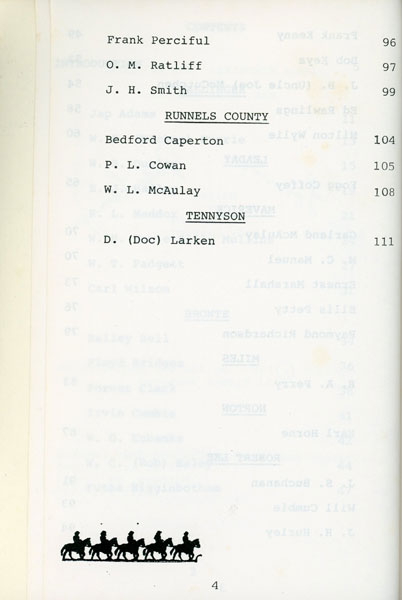 Frank Perciful 96
O. M. Ratliff 97
J. H. Smith 99
RUNNELS COUNTY
Bedford Caperton 104
P. L. Cowan 105
W. L. McAulay 108
TENNYSON
D. (Doc) Larken 111
4